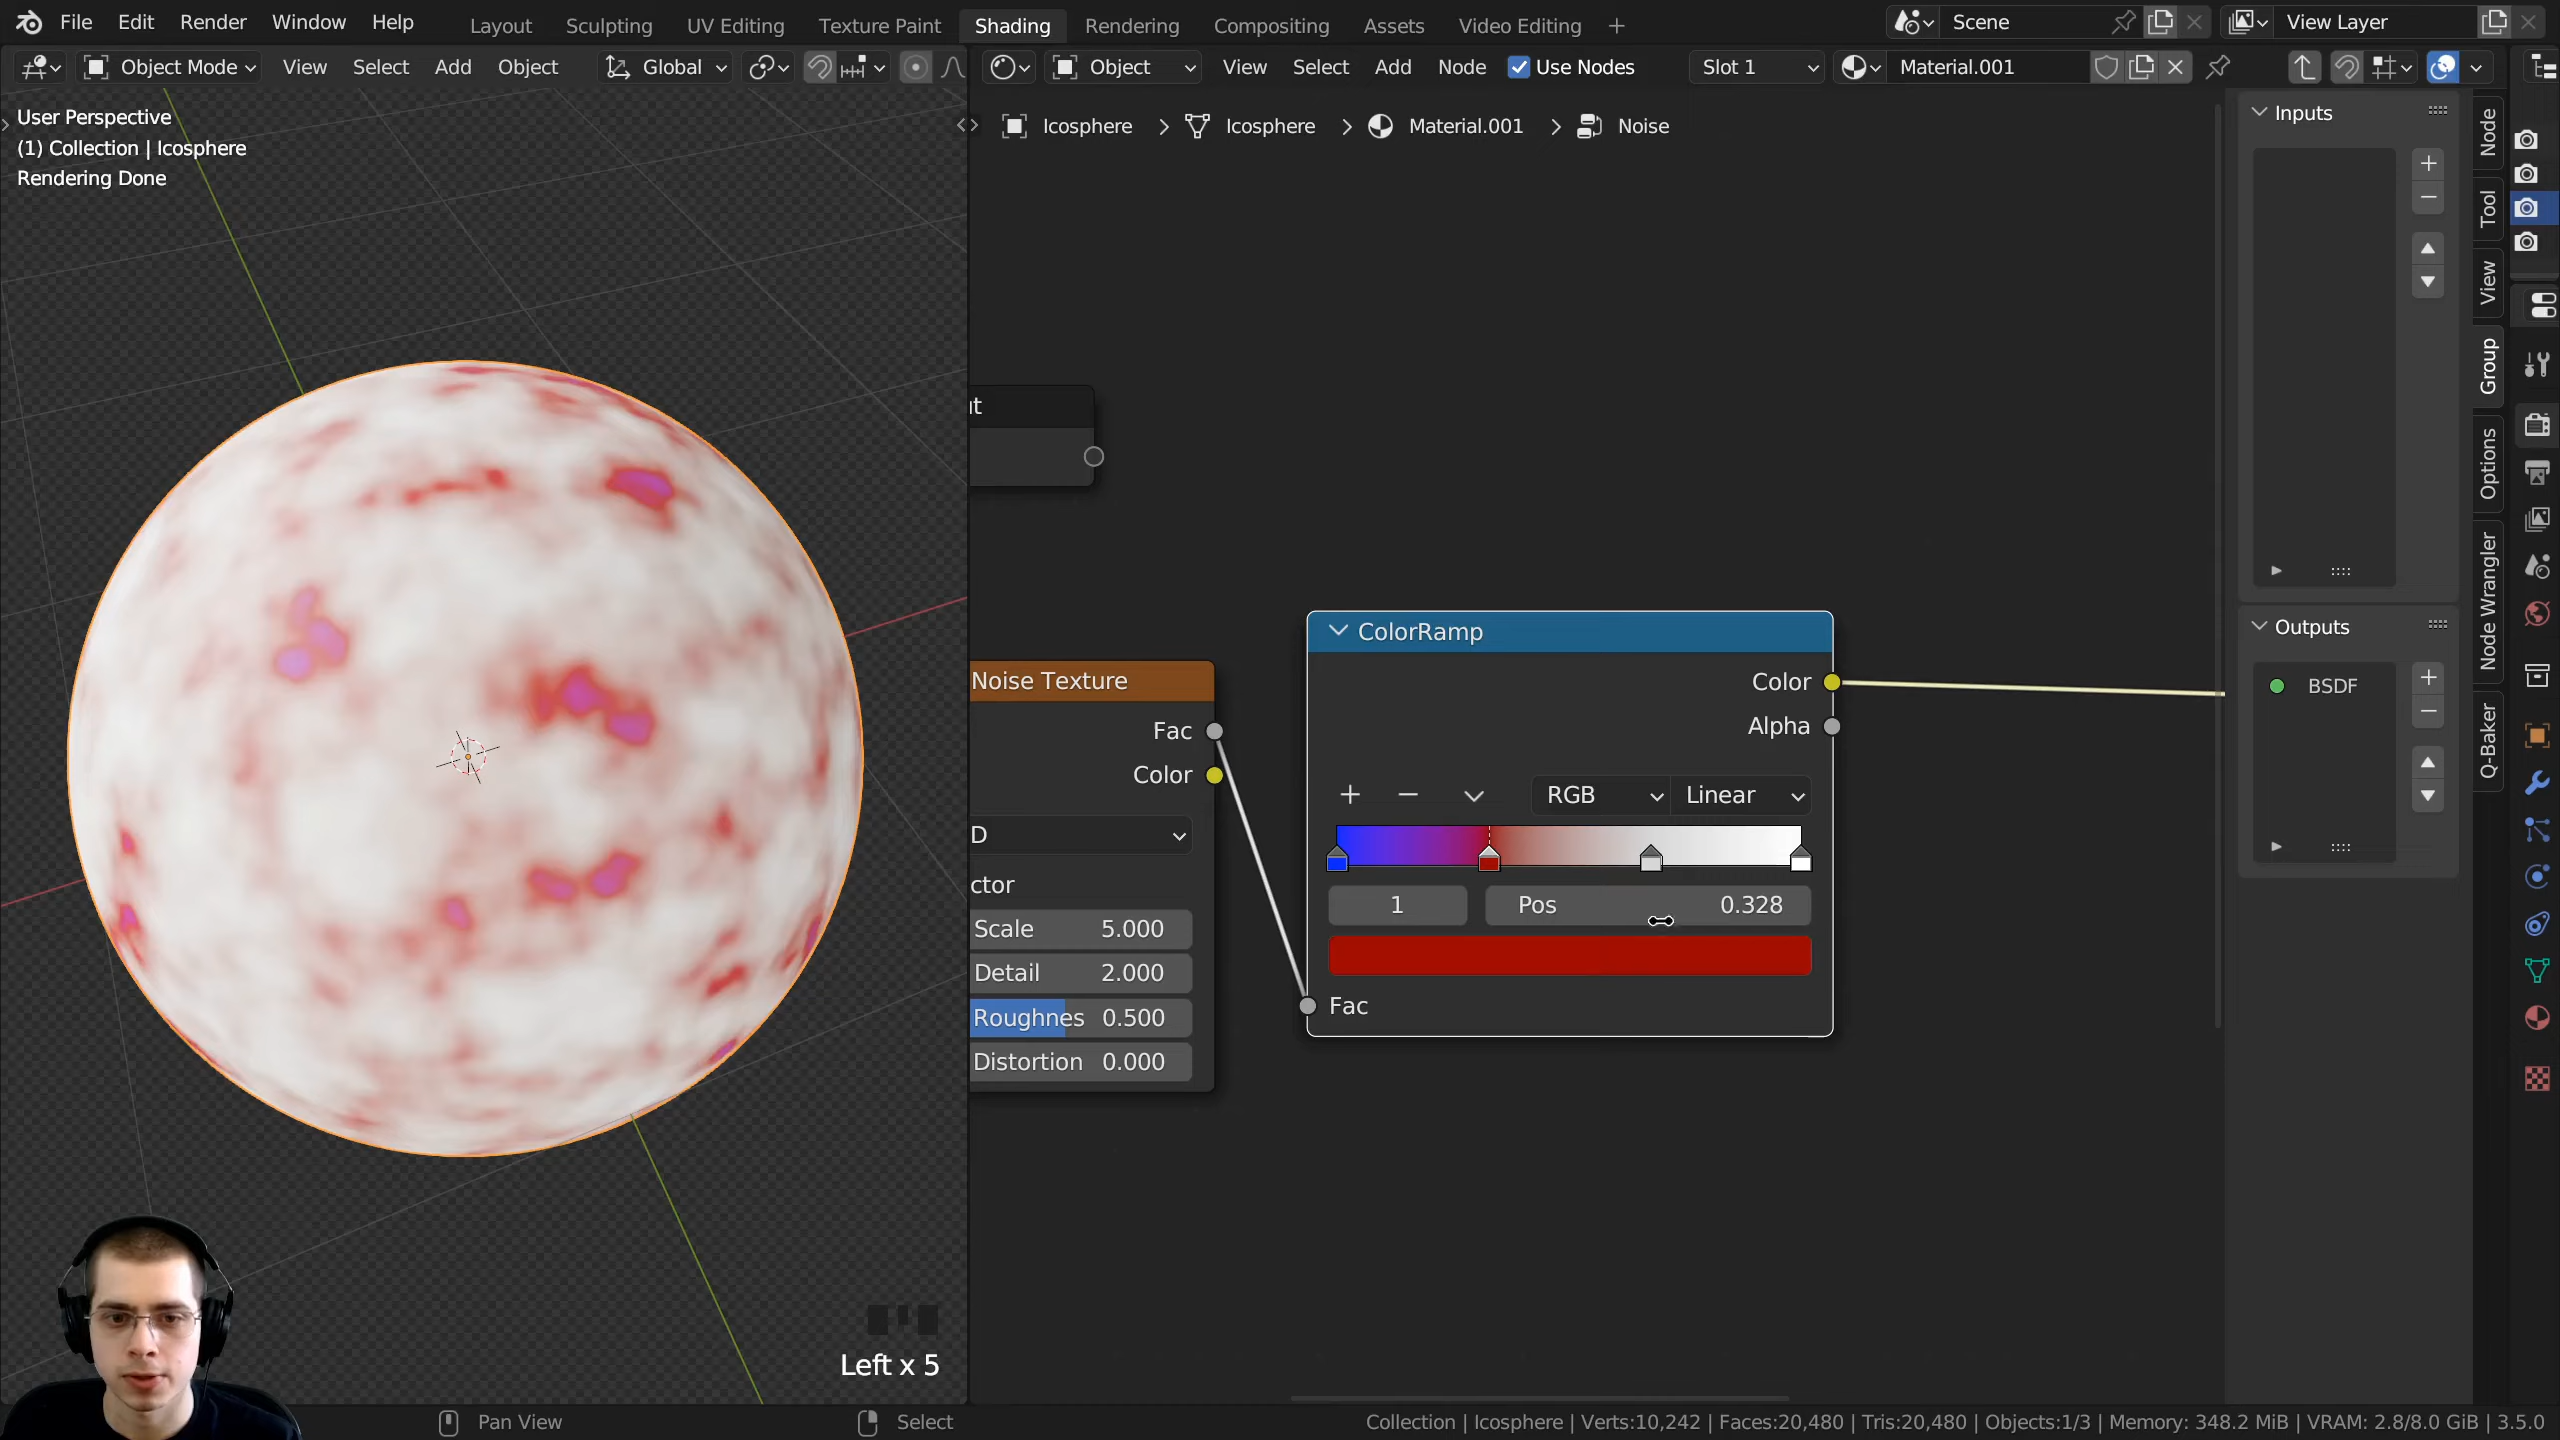 File Edit Render Window Help
Layout Sculpting UV Editing Texture Paint Shading Rendering Compositing Assets Video Editing +
Scene
View Layer
Object Mode View Select Add Object Global
Object View Select Add Node Use Nodes Slot 1 Material.001
User Perspective
(1) Collection | Icosphere
Rendering Done
Icosphere > Icosphere > Material.001 > Noise
Inputs
Outputs
BSDF
Node
Tool
View
Group
Options
Node Wrangler
Q-Baker
ut
Noise Texture
Fac
Color
D
ctor
Scale 5.000
Detail 2.000
Roughnes 0.500
Distortion 0.000
ColorRamp
Color
Alpha
RGB Linear
1 Pos 0.328
Fac
Left x 5
Pan View Select
Collection | Icosphere | Verts:10,242 | Faces:20,480 | Tris:20,480 | Objects:1/3 | Memory: 348.2 MiB | VRAM: 2.8/8.0 GiB | 3.5.0